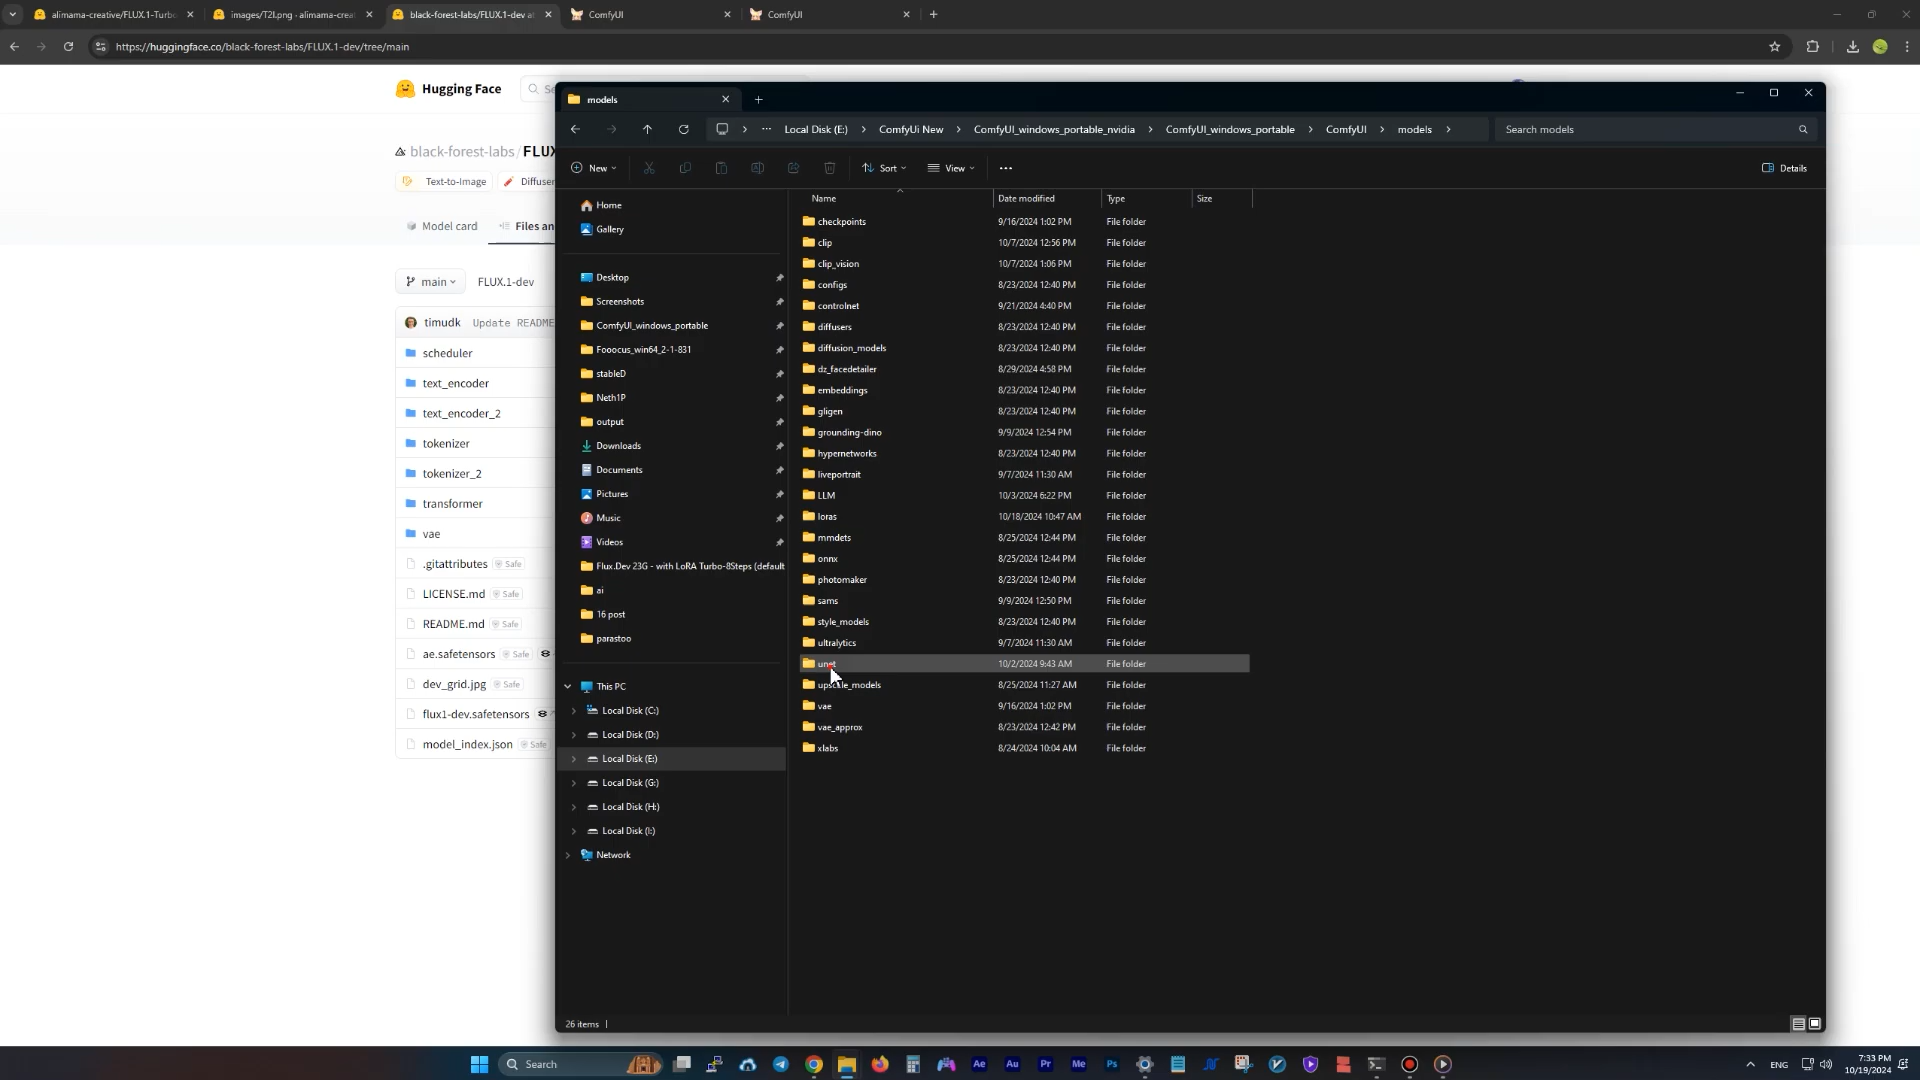 alimama-creative/FLUX.1-Turbo
images/T2I.png · alimama-crea
black-forest-labs/FLUX.1-dev at
ComfyUI
ComfyUI
https://huggingface.co/black-forest-labs/FLUX.1-dev/tree/main
Hugging Face
black-forest-labs/
Text-to-Image
Model card
main
FLUX.1-dev
timudk
Update README
scheduler
text_encoder
text_encoder_2
tokenizer
tokenizer_2
transformer
vae
.gitattributes
Safe
LICENSE.md
Safe
README.md
Safe
ae.safetensors
Safe
dev_grid.jpg
Safe
flux1-dev.safetensors
model_index.json
Safe
models
Local Disk (E:)
ComfyUi New
ComfyUI_windows_portable_nvidia
ComfyUI_windows_portable
ComfyUI
models
Search models
New
Sort
View
Details
Home
Gallery
Desktop
Screenshots
ComfyUI_windows_portable
Fooocus_win64_2-1-831
stableD
Neth1P
output
Downloads
Documents
Pictures
Music
Videos
Flux.Dev 23G - with LoRA Turbo-8Steps (default
ai
16 post
parastoo
This PC
Local Disk (C:)
Local Disk (D:)
Local Disk (E:)
Local Disk (G:)
Local Disk (H:)
Local Disk (I:)
Network
Name Date modified Type Size
checkpoints 9/16/2024 1:02 PM File folder
clip 10/7/2024 12:56 PM File folder
clip_vision 10/7/2024 1:06 PM File folder
configs 8/23/2024 12:40 PM File folder
controlnet 9/21/2024 4:40 PM File folder
diffusers 8/23/2024 12:40 PM File folder
diffusion_models 8/23/2024 12:40 PM File folder
dz_facedetailer 8/29/2024 4:58 PM File folder
embeddings 8/23/2024 12:40 PM File folder
gligen 8/23/2024 12:40 PM File folder
grounding-dino 9/9/2024 12:54 PM File folder
hypernetworks 8/23/2024 12:40 PM File folder
liveportrait 9/7/2024 11:30 AM File folder
LLM 10/3/2024 6:22 PM File folder
loras 10/18/2024 10:47 AM File folder
mmdets 8/25/2024 12:44 PM File folder
onnx 8/25/2024 12:44 PM File folder
photomaker 8/23/2024 12:40 PM File folder
sams 9/9/2024 12:50 PM File folder
style_models 8/23/2024 12:40 PM File folder
ultralytics 9/7/2024 11:30 AM File folder
unet 10/2/2024 9:43 AM File folder
upscale_models 8/25/2024 11:27 AM File folder
vae 9/16/2024 1:02 PM File folder
vae_approx 8/23/2024 12:42 PM File folder
xlabs 8/24/2024 10:04 AM File folder
26 items
Search
Ae
Au
Pr
Me
Ps
ENG
7:33 PM
10/19/2024